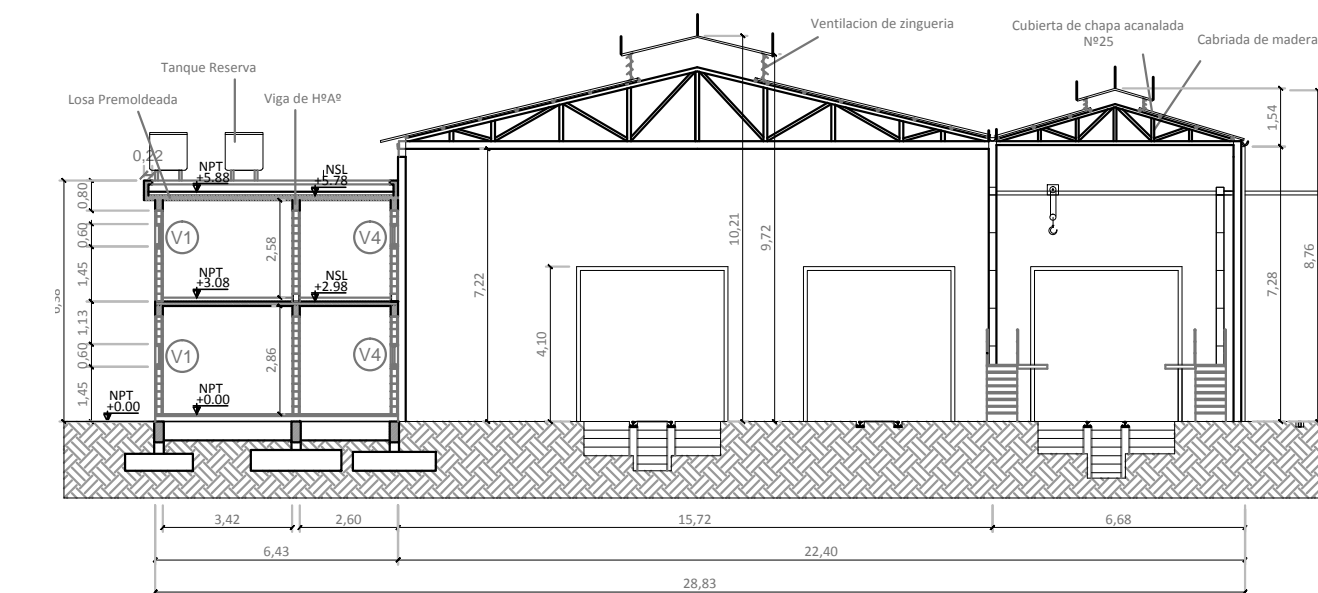 Ventilacion de zingueria
Cubierta de chapa acanalada
Nº25
Cabriada de madera
Tanque Reserva
Losa Premoldeada
Viga de HºAº
0,22
NPT
+5.88
NSL
+5.78
1,54
0,80
0,60
1,45
1,13
0,60
1,45
V1
V4
2,58
NPT
+3.08
NSL
+2.98
V1
V4
2,86
NPT
+0.00
NPT
+0.00
7,22
4,10
10,21
9,72
7,28
8,76
3,42
2,60
15,72
6,68
6,43
22,40
28,83